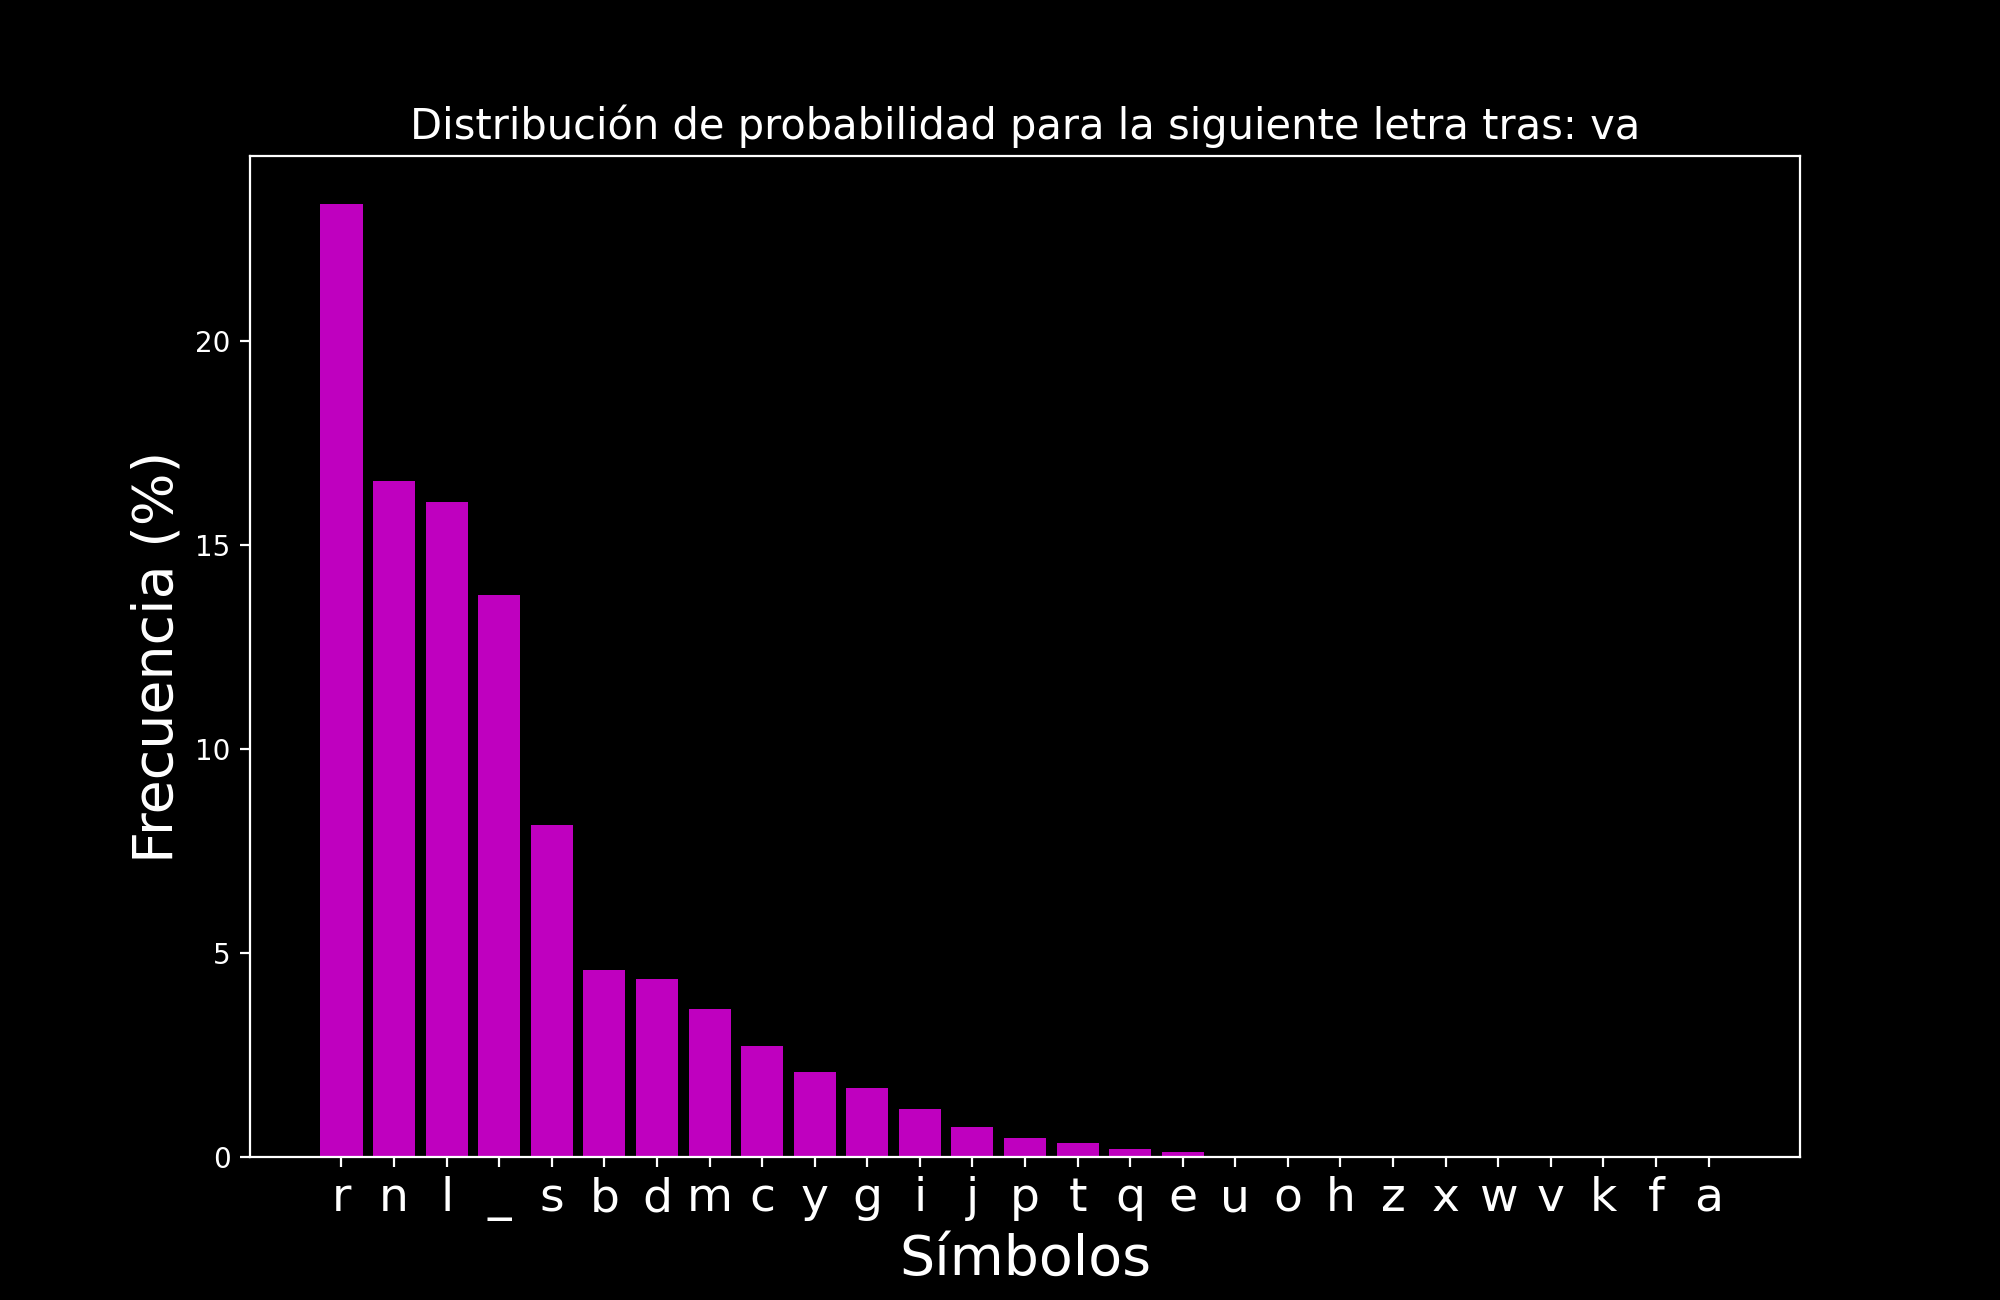 Distribución de probabilidad para la siguiente letra tras: va
Frecuencia (%)
20
15
10
5
0
r n l _ s b d m c y g i j p t q e u o h z x w v k f a
Símbolos